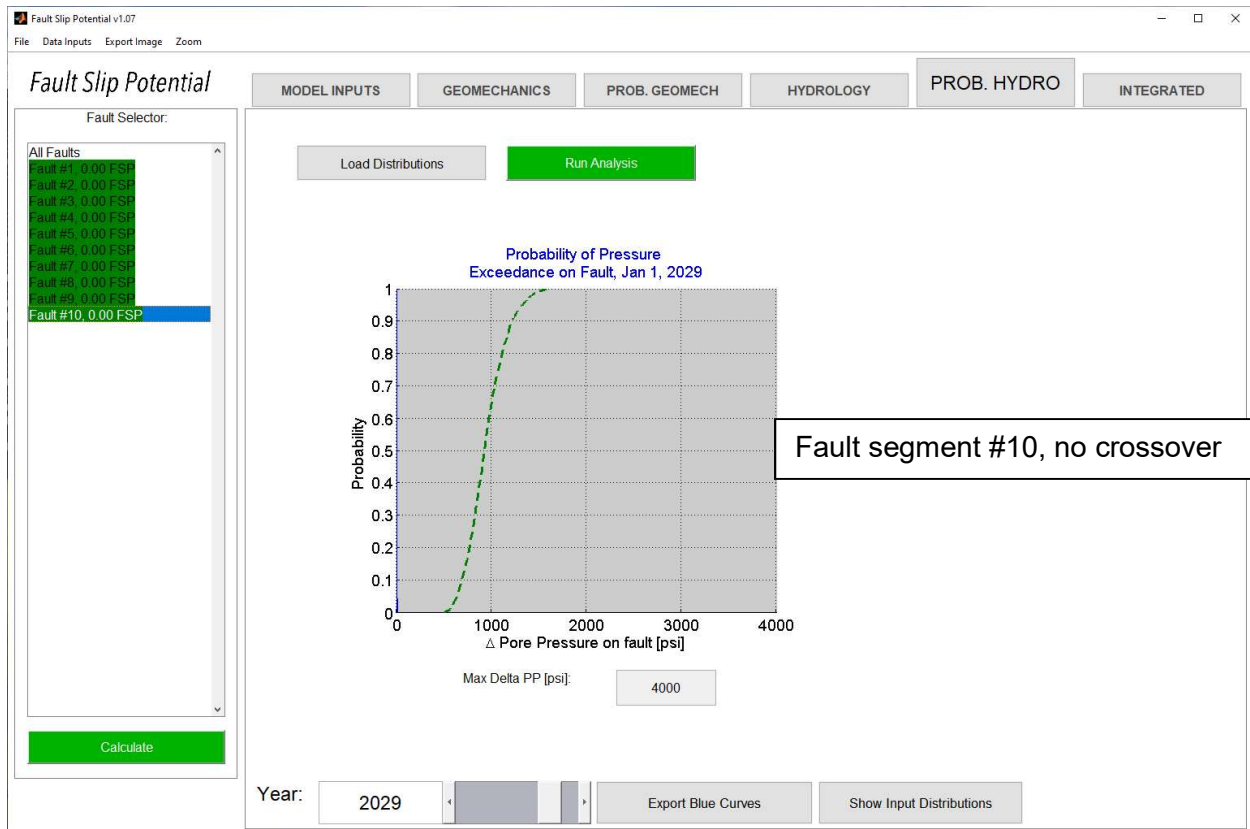 Fault Slip Potential v1.07
File Data Inputs Export Image Zoom
Fault Slip Potential
MODEL INPUTS
GEOMECHANICS
PROB. GEOMECH
HYDROLOGY
PROB. HYDRO
INTEGRATED
Fault Selector:
All Faults
Fault #1, 0.00 FSP
Fault #2, 0.00 FSP
Fault #3, 0.00 FSP
Fault #4, 0.00 FSP
Fault #5, 0.00 FSP
Fault #6, 0.00 FSP
Fault #7, 0.00 FSP
Fault #8, 0.00 FSP
Fault #9, 0.00 FSP
Fault #10, 0.00 FSP
Calculate
Load Distributions
Run Analysis
Probability of Pressure
Exceedance on Fault, Jan 1, 2029
Probability
1
0.9
0.8
0.7
0.6
0.5
0.4
0.3
0.2
0.1
0
0 1000 2000 3000 4000
Δ Pore Pressure on fault [psi]
Fault segment #10, no crossover
Max Delta PP [psi]:
4000
Year:
2029
Export Blue Curves
Show Input Distributions